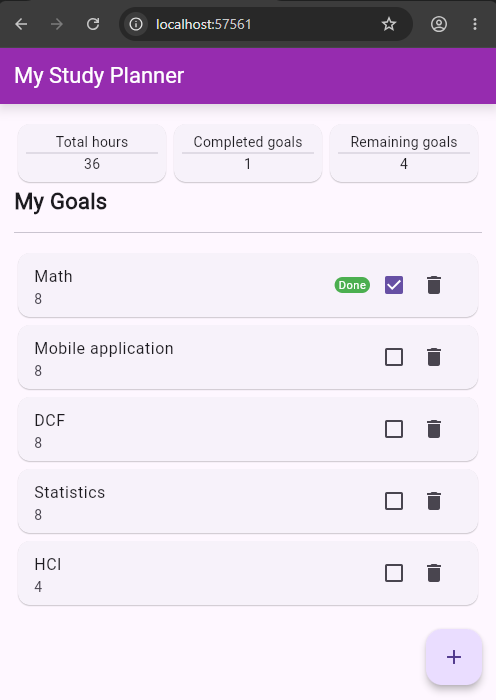 localhost:57561
My Study Planner
Total hours
36
Completed goals
1
Remaining goals
4
My Goals
Math
8
Done
Mobile application
8
DCF
8
Statistics
8
HCI
4